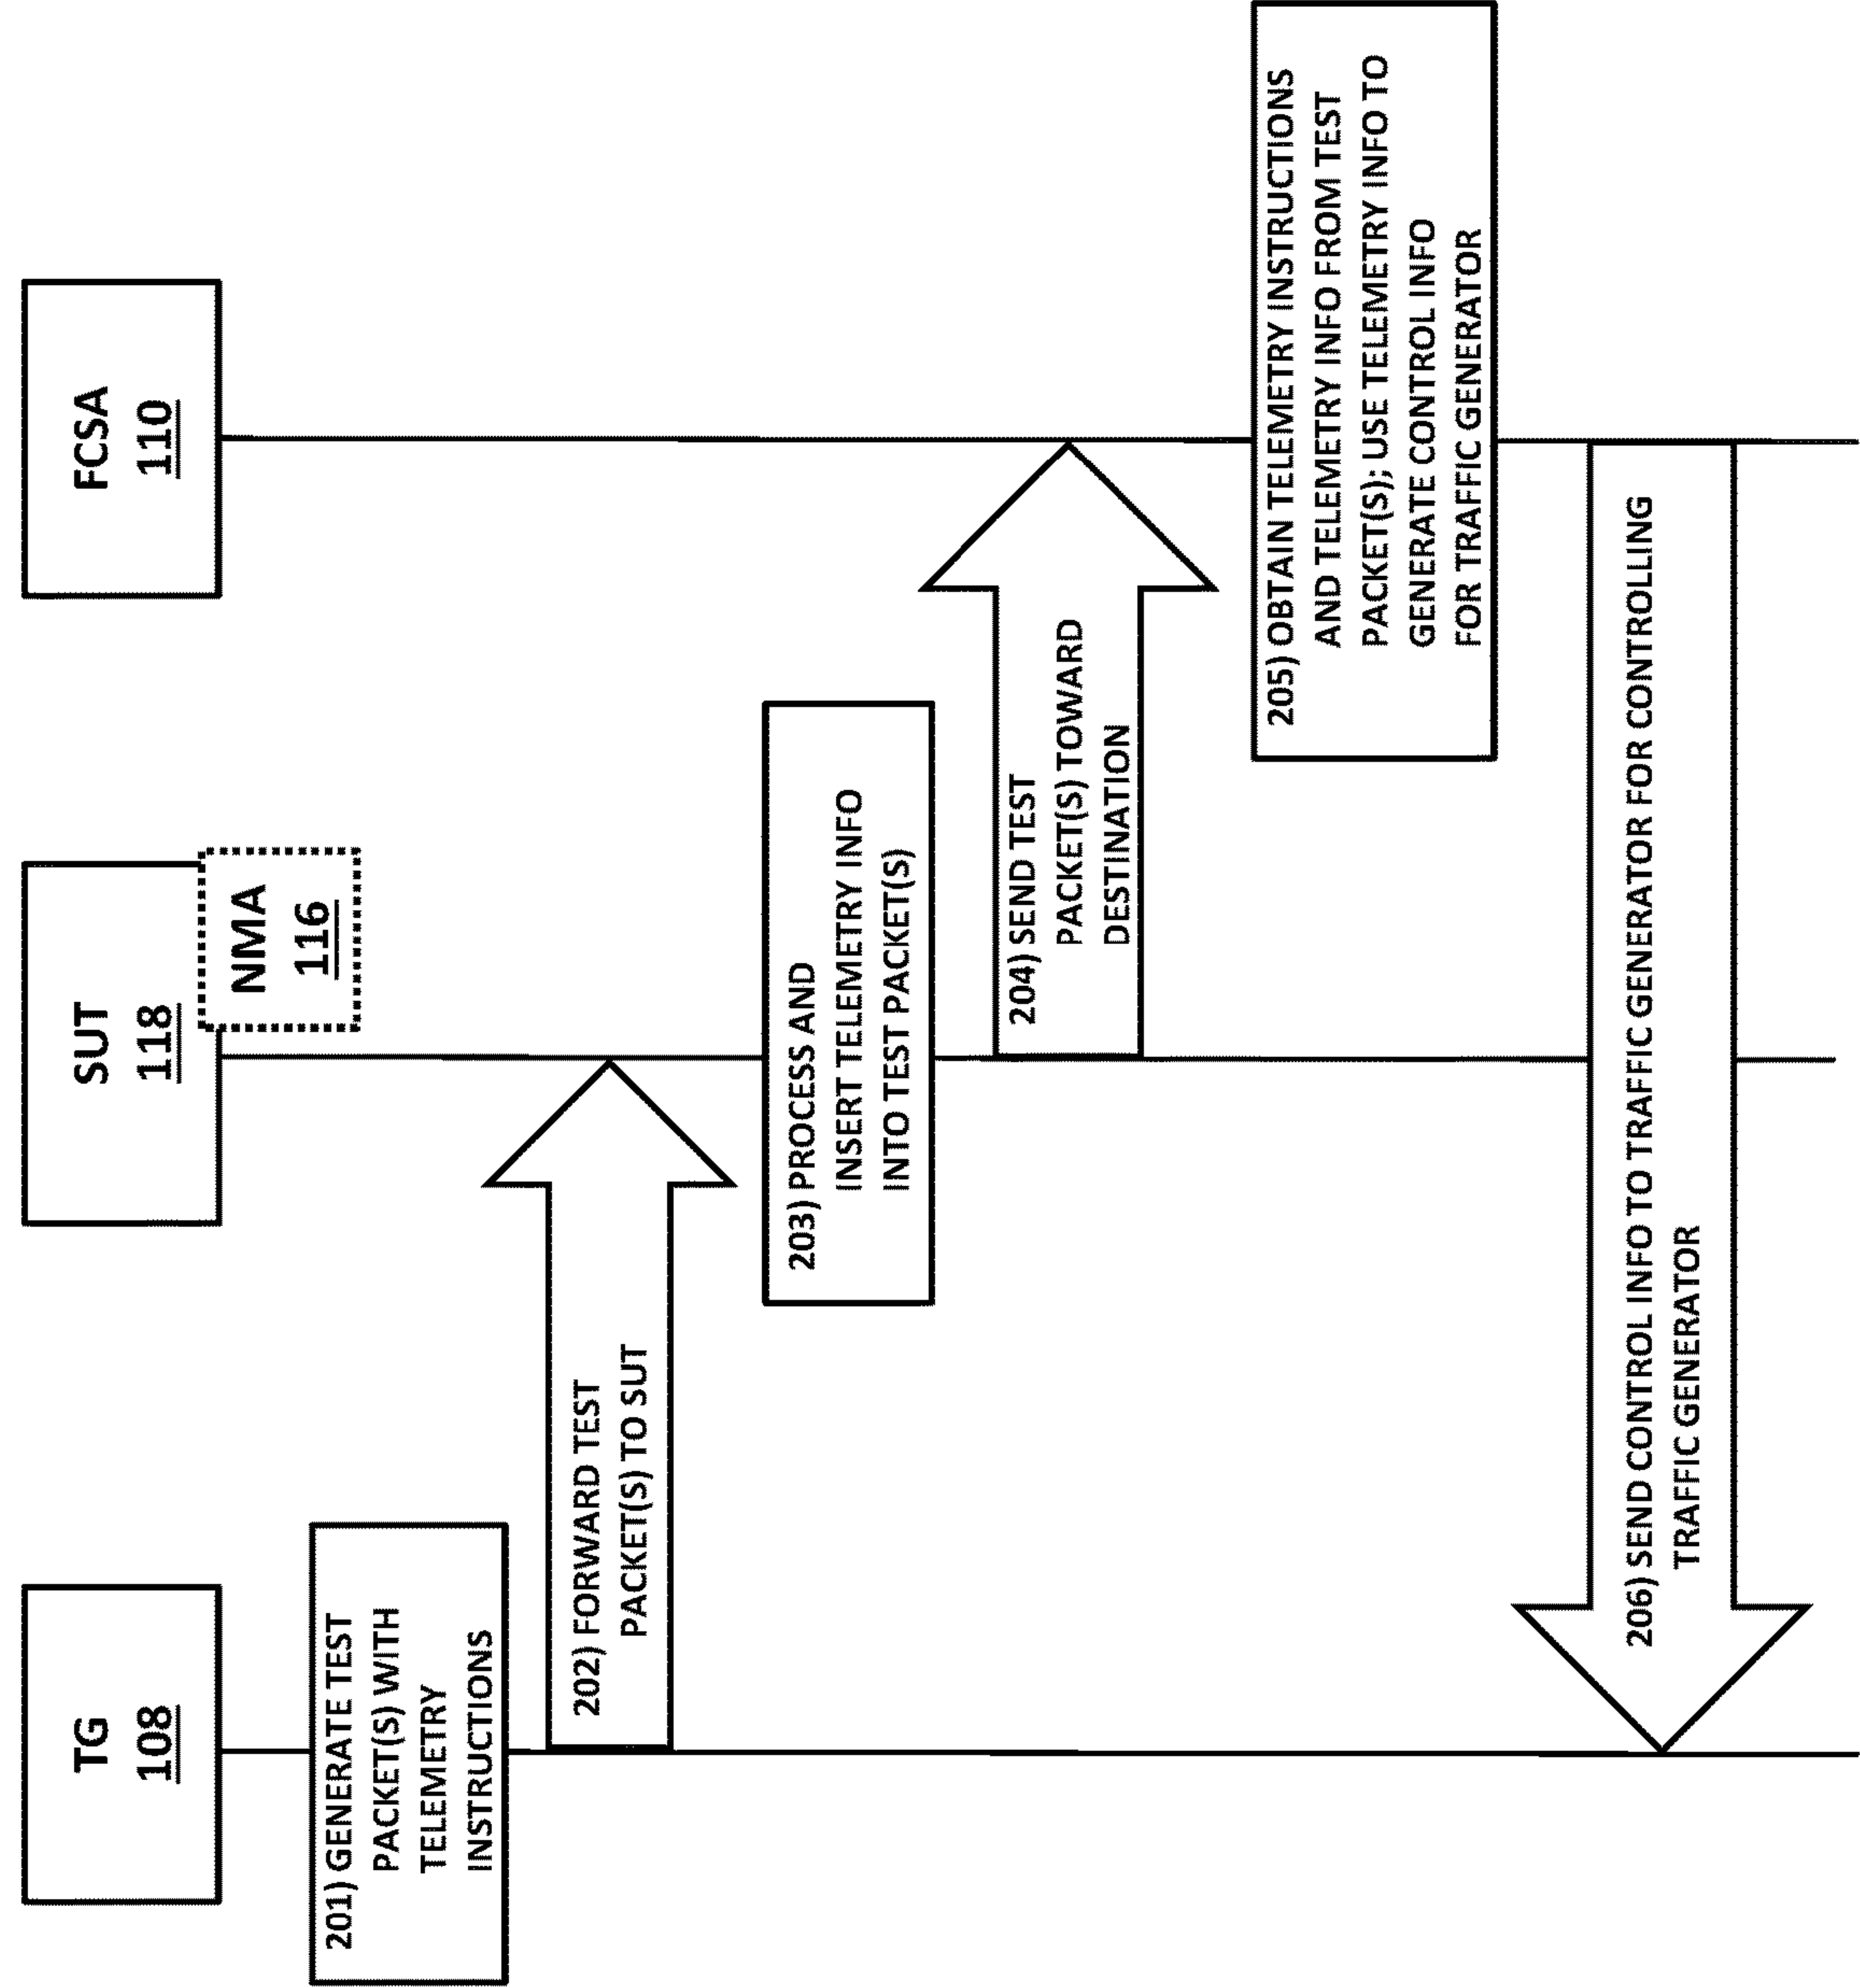 TG
108
SUT
118
NMA
116
FCSA
110
201) GENERATE TEST
PACKET(S) WITH
TELEMETRY
INSTRUCTIONS
202) FORWARD TEST
PACKET(S) TO SUT
203) PROCESS AND
INSERT TELEMETRY INFO
INTO TEST PACKET(S)
204) SEND TEST
PACKET(S) TOWARD
DESTINATION
205) OBTAIN TELEMETRY INSTRUCTIONS
AND TELEMETRY INFO FROM TEST
PACKET(S); USE TELEMETRY INFO TO
GENERATE CONTROL INFO
FOR TRAFFIC GENERATOR
206) SEND CONTROL INFO TO TRAFFIC GENERATOR FOR CONTROLLING
TRAFFIC GENERATOR